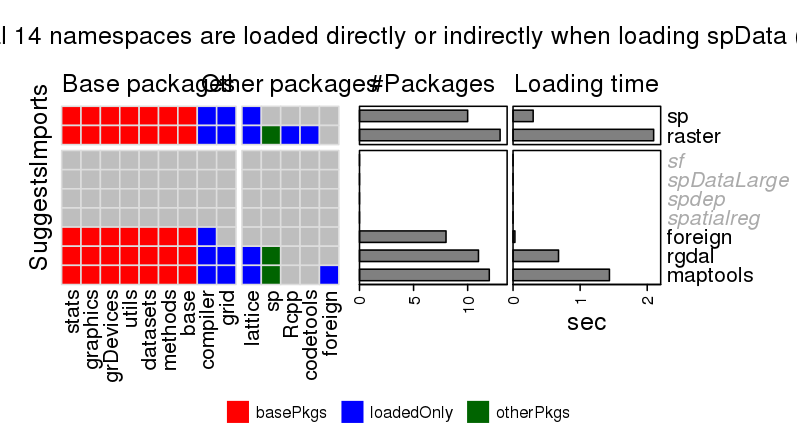 14 namespaces are loaded directly or indirectly when loading spData
Base packages Other packages #Packages Loading time
Imports
sp
raster
Suggests
sf
spDataLarge
spdep
spatialreg
foreign
rgdal
maptools
stats graphics grDevices utils datasets methods base compiler grid lattice sp Rcpp codetools foreign
0 5 10
0 1 2
sec
basePkgs loadedOnly otherPkgs